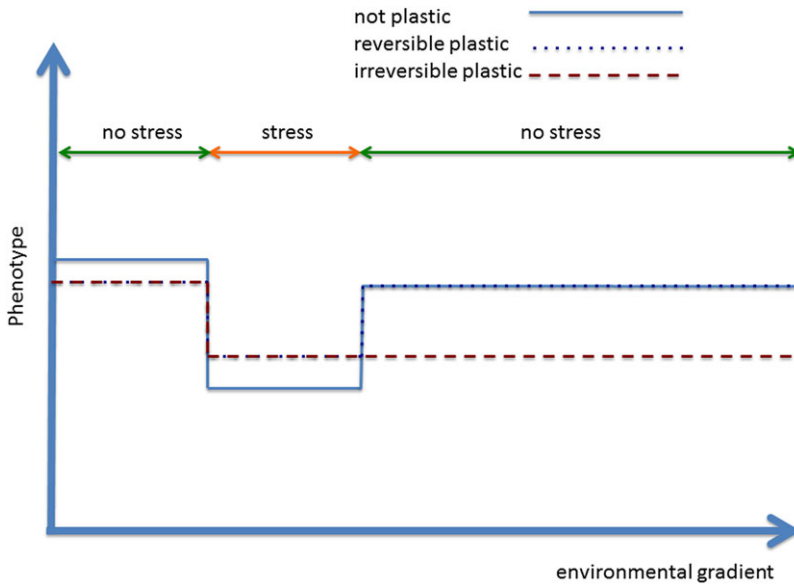 not plastic
reversible plastic
irreversible plastic
no stress
stress
no stress
Phenotype
environmental gradient